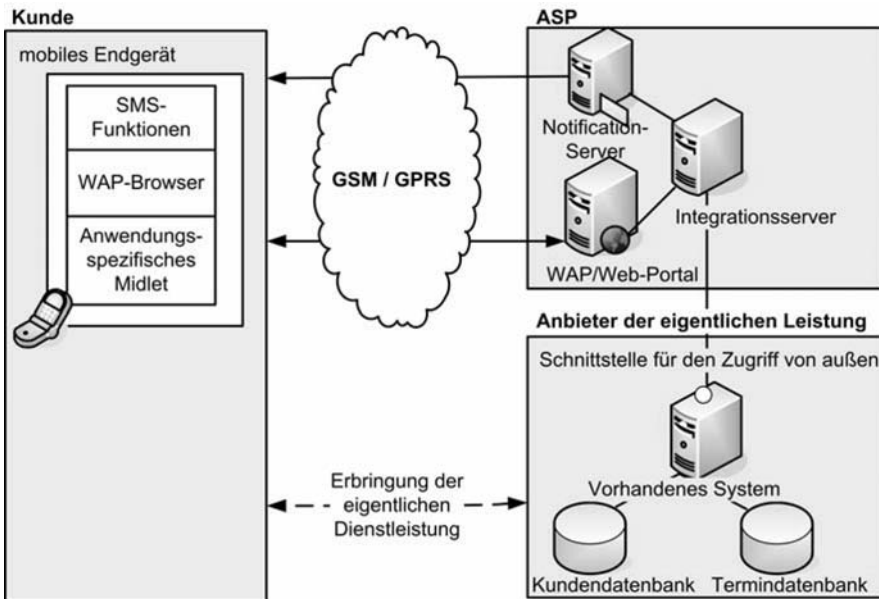 Kunde
mobiles Endgerät
SMS-
Funktionen
WAP-Browser
Anwendungs-
spezifisches
Midlet
GSM / GPRS
ASP
Notification-
Server
Integrationsserver
WAP/Web-Portal
Anbieter der eigentlichen Leistung
Schnittstelle für den Zugriff von außen
Vorhandenes System
Kundendatenbank
Termindatenbank
Erbringung der
eigentlichen
Dienstleistung